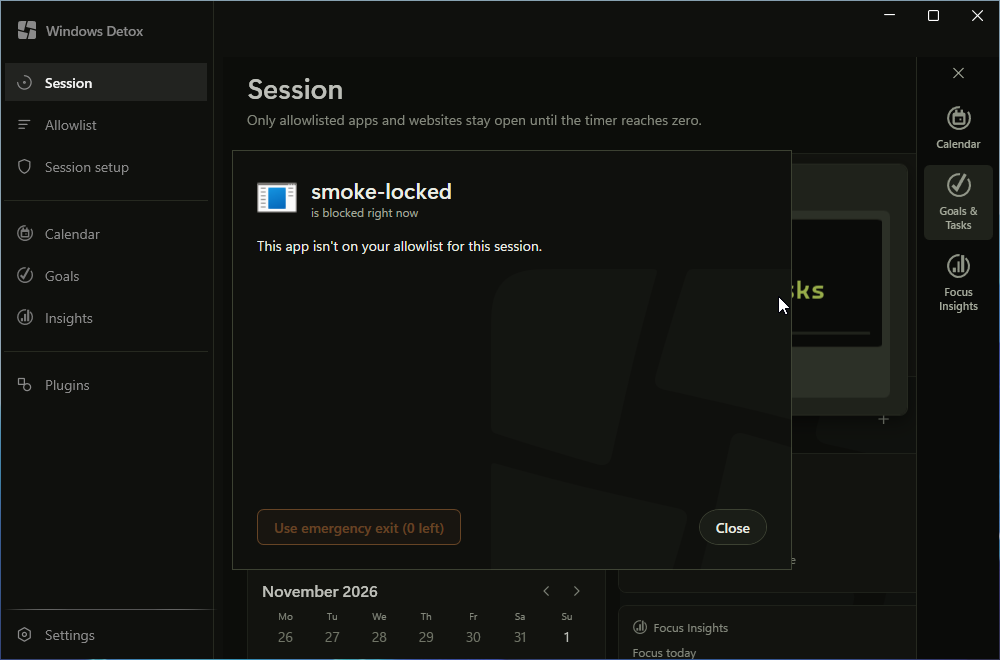 Windows Detox
Session
Allowlist
Session setup
Calendar
Goals
Insights
Plugins
Settings
Session
Only allowlisted apps and websites stay open until the timer reaches zero.
smoke-locked
is blocked right now
This app isn't on your allowlist for this session.
Use emergency exit (0 left)
Close
November 2026
Mo Tu We Th Fr Sa Su
26 27 28 29 30 31 1
Focus Insights
Focus today
Calendar
Goals &
Tasks
Focus
Insights